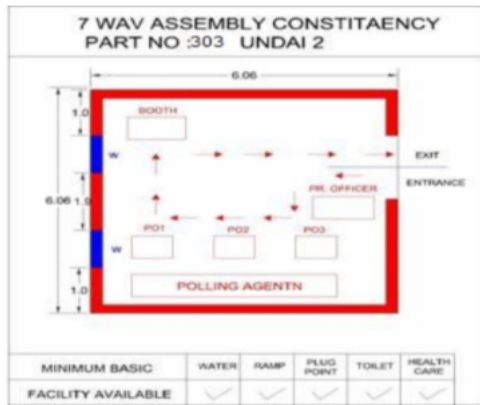 7 WAV ASSEMBLY CONSTITAENCY
PART NO :303 UNDAI 2
6.06
1.0
BOOTH
W
EXIT
ENTRANCE
PR. OFFICER
6.06
1.9
PO1
PO2
PO3
W
1.0
POLLING AGENTN
MINIMUM BASIC
WATER
RAMP
PLUG POINT
TOILET
HEALTH CARE
FACILITY AVAILABLE